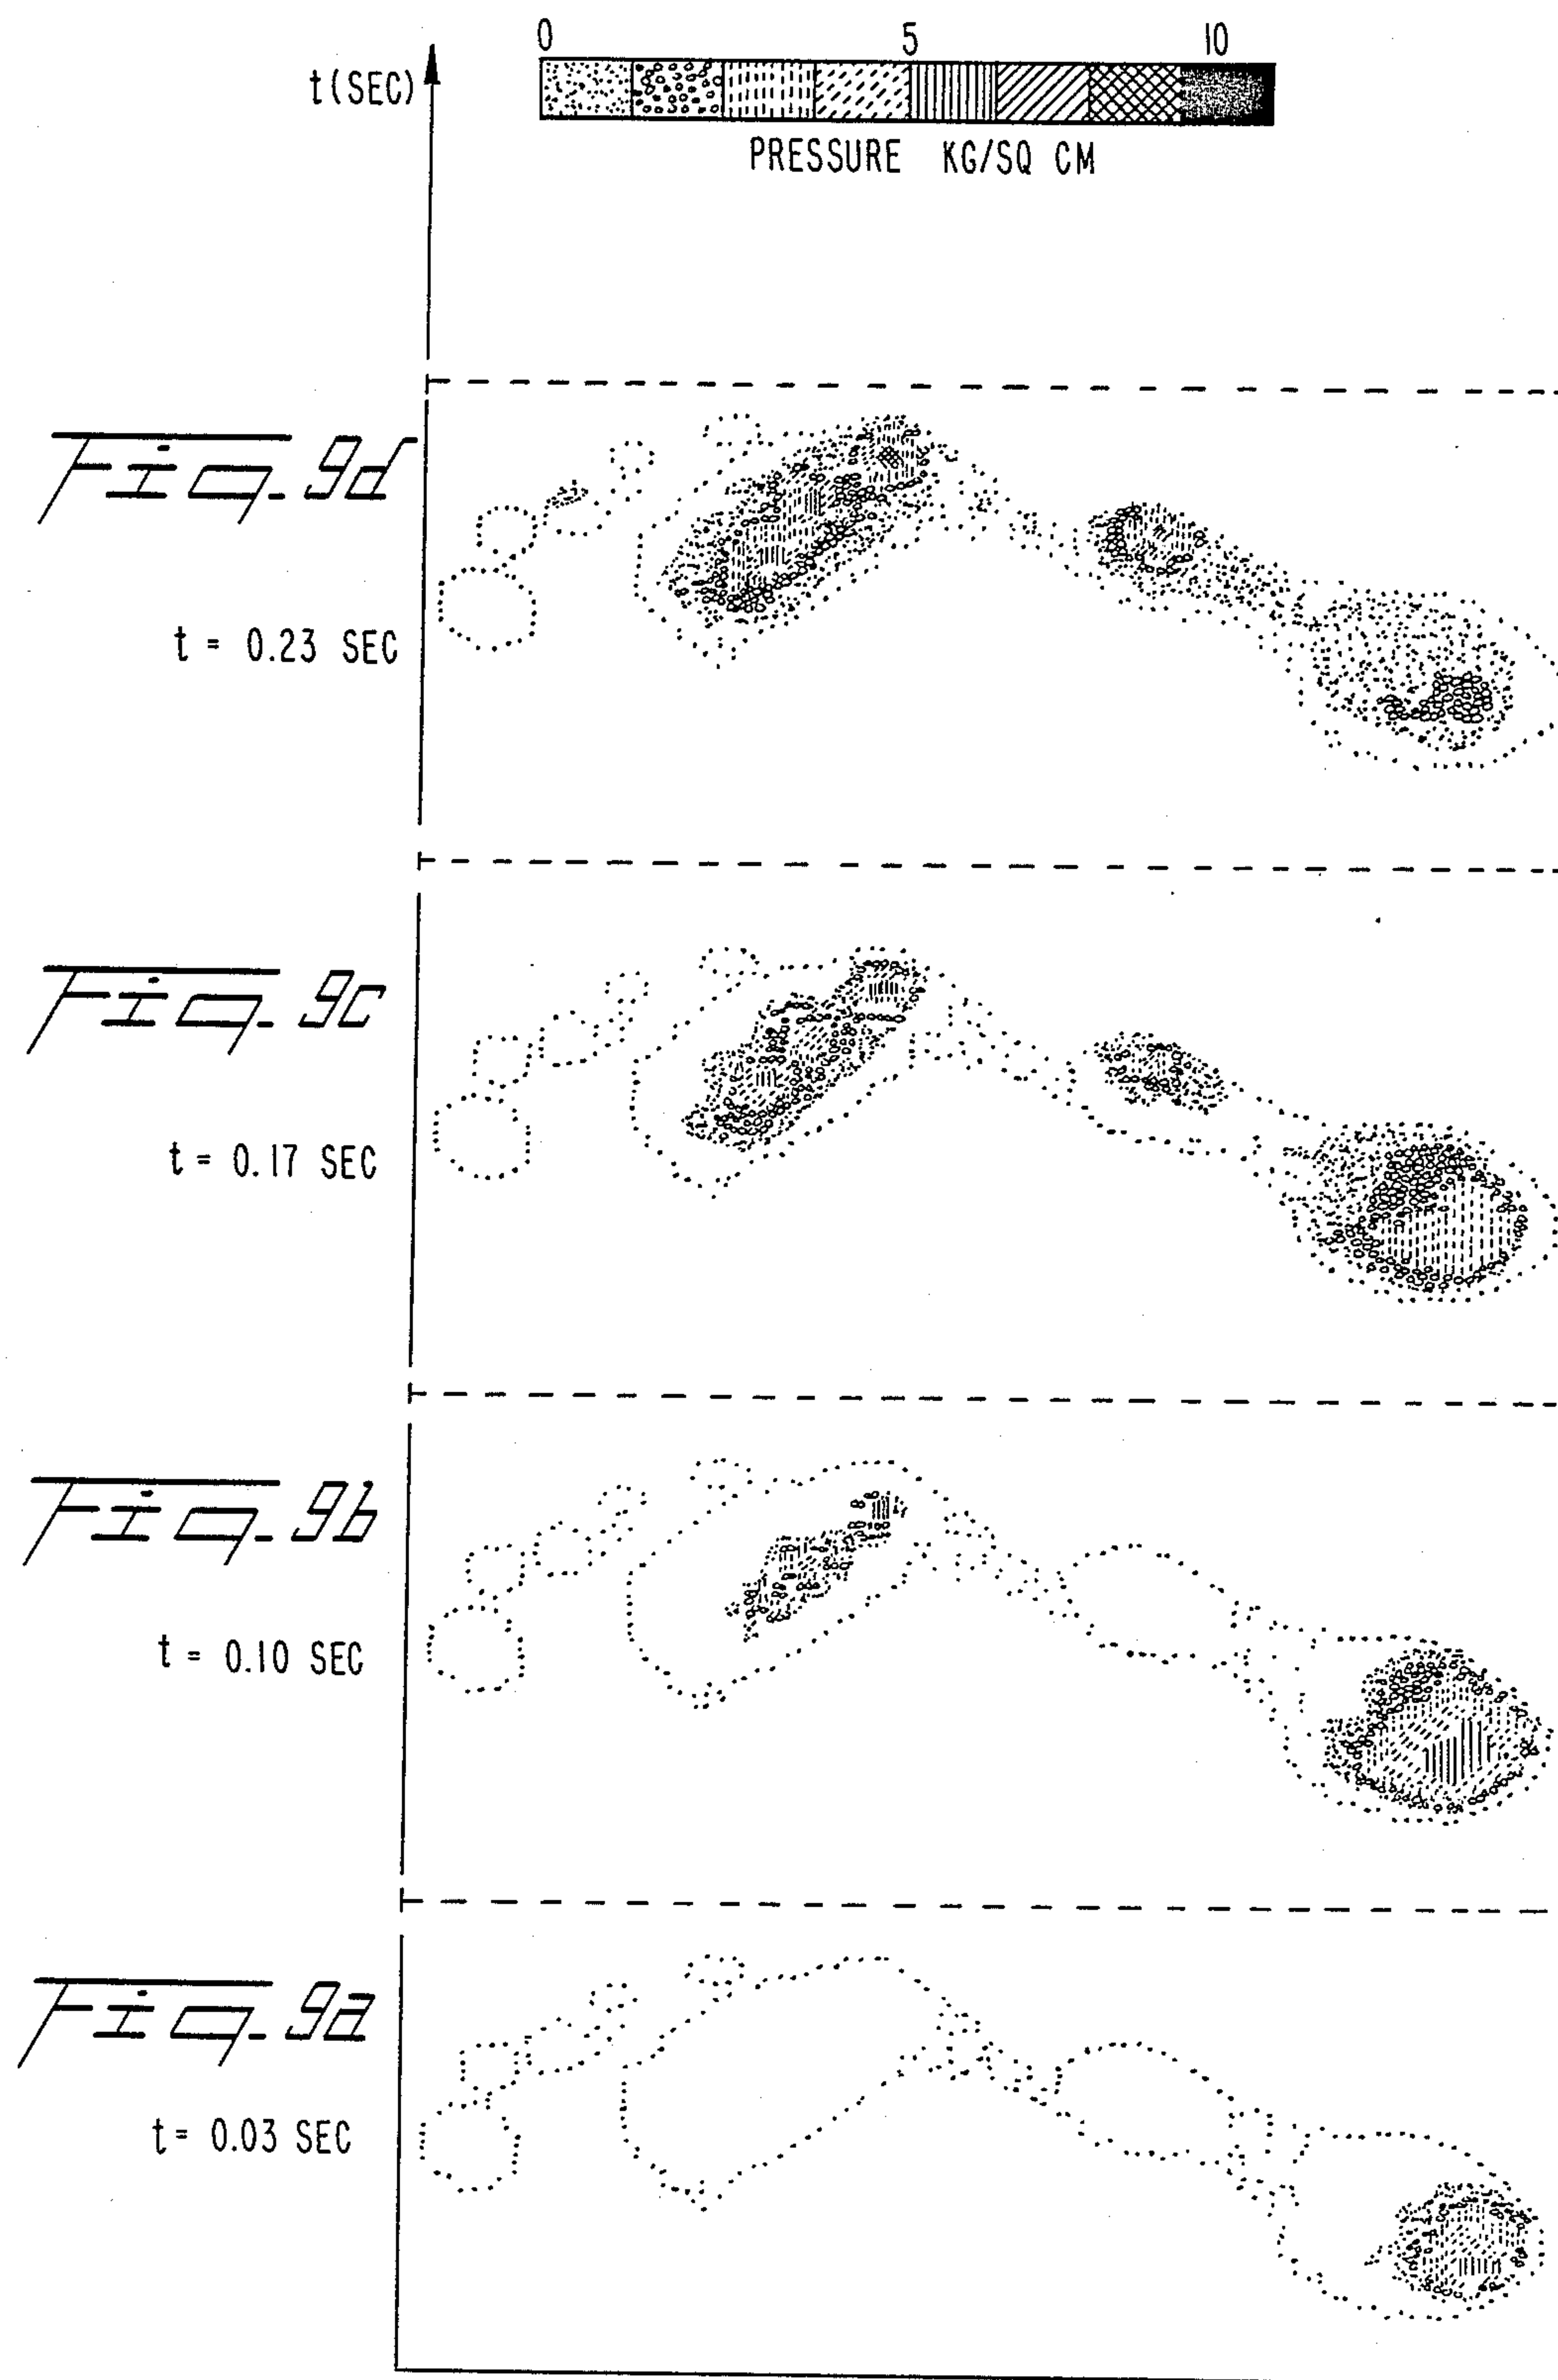 0 5 10
t(SEC)
PRESSURE KG/SQ CM
Fig. 9d
t = 0.23 SEC
Fig. 9c
t = 0.17 SEC
Fig. 9b
t = 0.10 SEC
Fig. 9a
t = 0.03 SEC